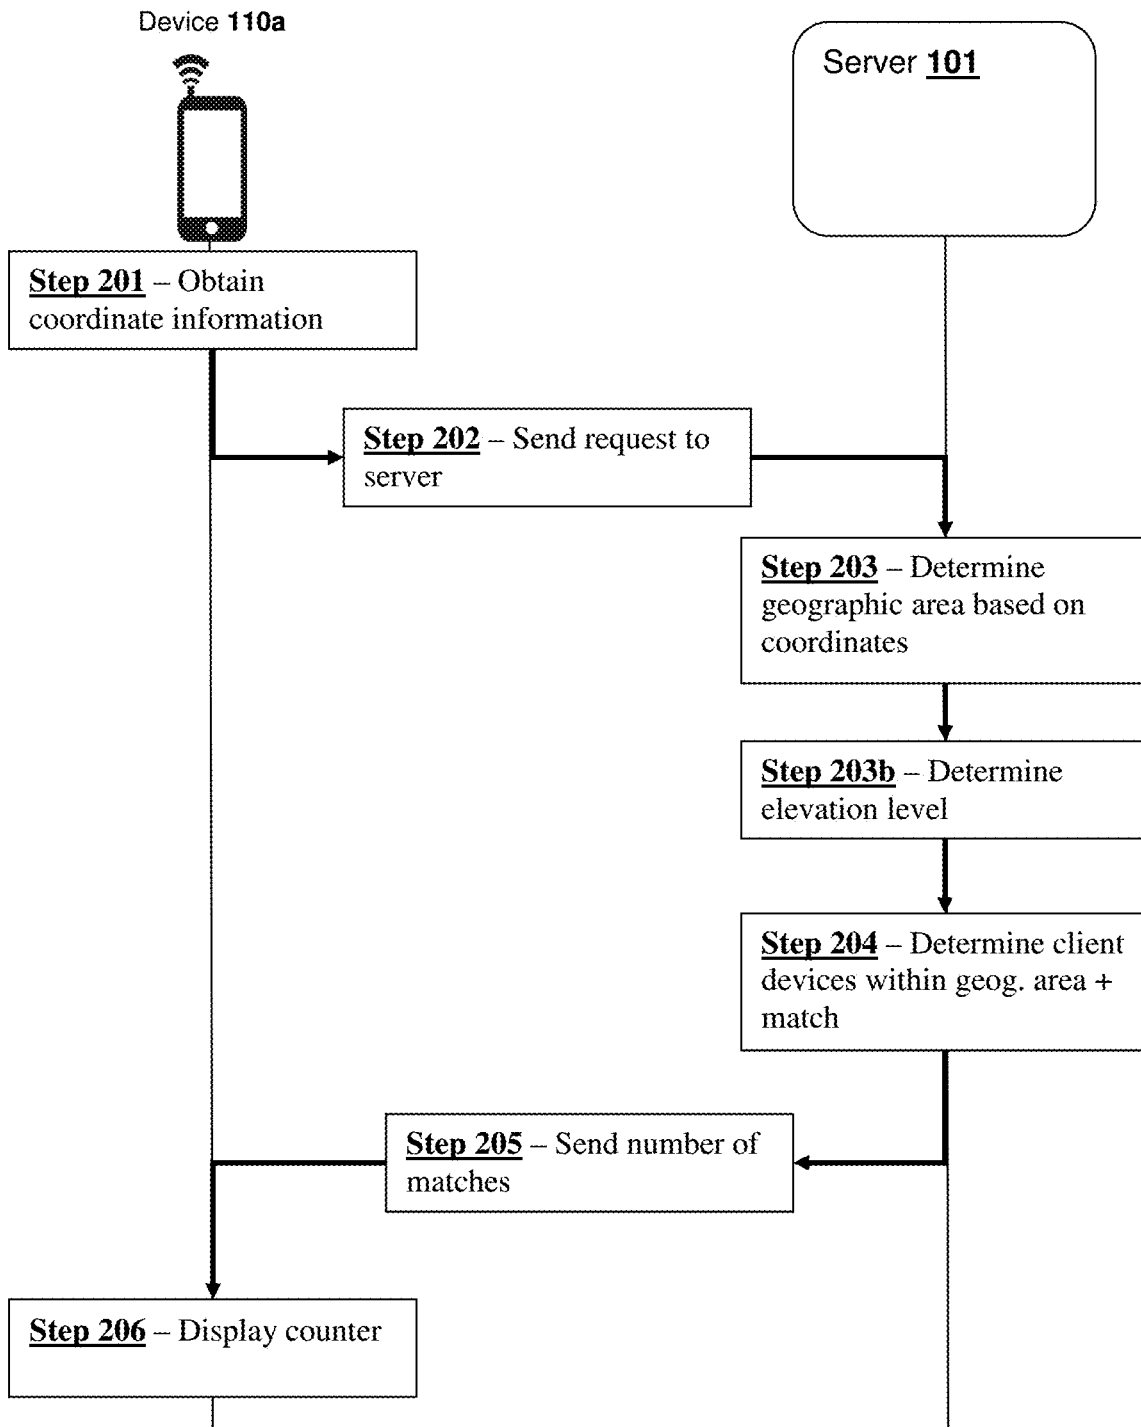 Device 110a
Server 101
Step 201 – Obtain
coordinate information
Step 202 – Send request to
server
Step 203 – Determine
geographic area based on
coordinates
Step 203b – Determine
elevation level
Step 204 – Determine client
devices within geog. area +
match
Step 205 – Send number of
matches
Step 206 – Display counter